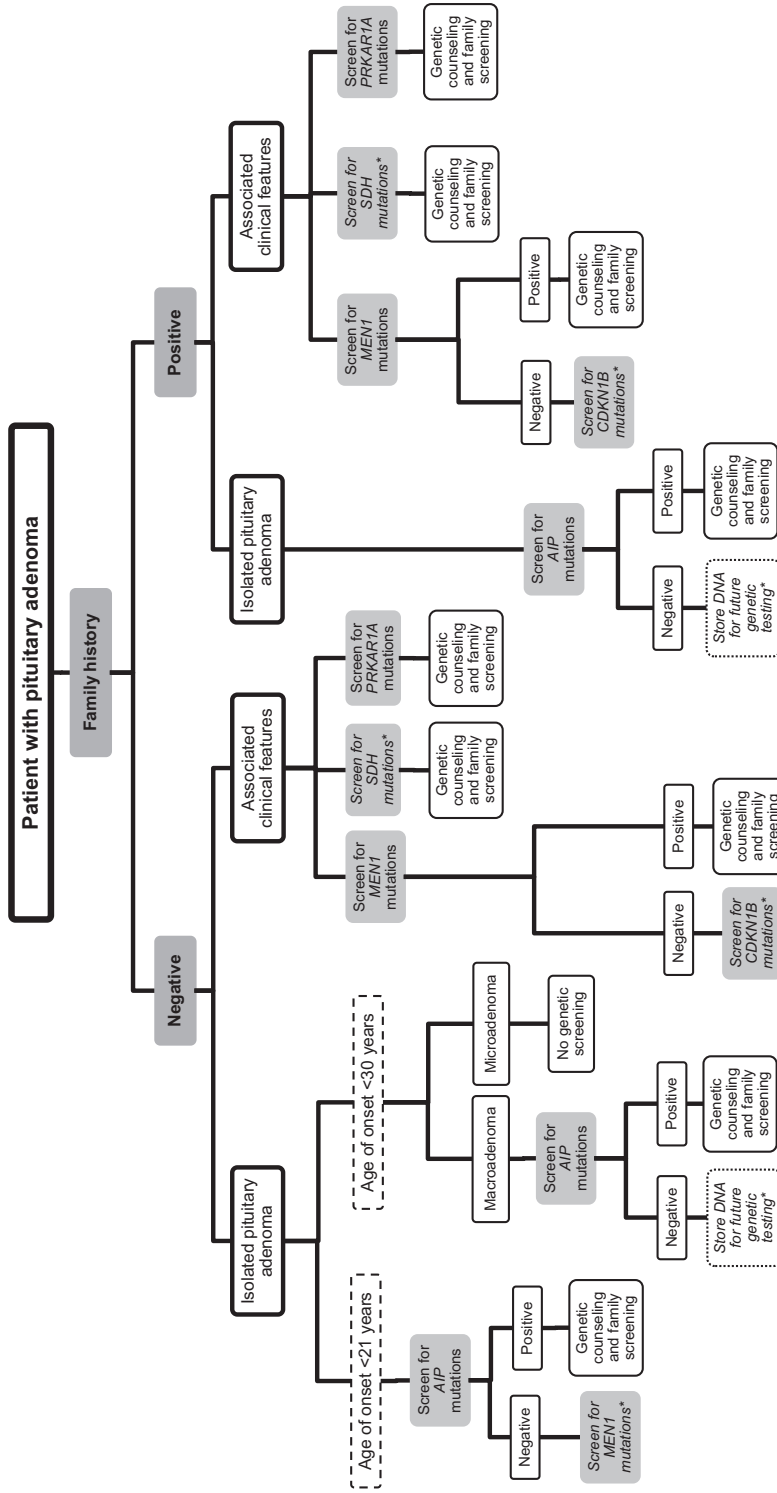 Patient with pituitary adenoma
Family history
Negative
Positive
Isolated pituitary
adenoma
Associated
clinical features
Isolated pituitary
adenoma
Associated
clinical features
Age of onset <21 years
Age of onset <30 years
Screen for
MEN1
mutations
Screen for
SDH
mutations*
Screen for
PRKAR1A
mutations
Screen for
MEN1
mutations
Screen for
SDH
mutations*
Screen for
PRKAR1A
mutations
Screen for
AIP
mutations
Macroadenoma
Microadenoma
Genetic
counseling
and family
screening
Genetic
counseling
and family
screening
Genetic
counseling
and family
screening
Genetic
counseling
and family
screening
Negative
Positive
Negative
Positive
Screen for
AIP
mutations
No genetic
screening
Screen for
AIP
mutations
Screen for
MEN1
mutations*
Genetic
counseling
and family
screening
Screen for
CDKN1B
mutations*
Genetic
counseling
and family
screening
Negative
Positive
Negative
Positive
Negative
Positive
Store DNA
for future
genetic
testing*
Genetic
counseling
and family
screening
Screen for
CDKN1B
mutations*
Genetic
counseling
and family
screening
Store DNA
for future
genetic
testing*
Genetic
counseling
and family
screening